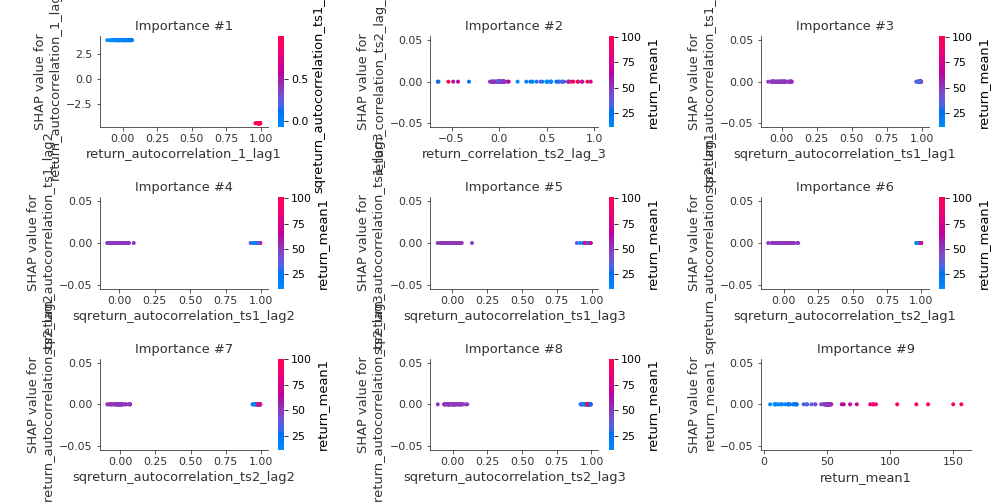 Importance #1
SHAP value for
2.5
0.0
−2.5
0.00 0.25 0.50 0.75 1.00
return_autocorrelation_1_lag1
0.5
0.0
Importance #2
SHAP value for
0.05
0.00
−0.05
−0.5 0.0 0.5 1.0
return_correlation_ts2_lag_3
100
75
50
25
return_mean1
Importance #3
SHAP value for
0.05
0.00
−0.05
0.00 0.25 0.50 0.75 1.00
sqreturn_autocorrelation_ts1_lag1
100
75
50
25
return_mean1
Importance #4
SHAP value for
0.05
0.00
−0.05
0.00 0.25 0.50 0.75 1.00
sqreturn_autocorrelation_ts1_lag2
100
75
50
25
return_mean1
Importance #5
SHAP value for
0.05
0.00
−0.05
0.00 0.25 0.50 0.75 1.00
sqreturn_autocorrelation_ts1_lag3
100
75
50
25
return_mean1
Importance #6
SHAP value for
0.05
0.00
−0.05
0.00 0.25 0.50 0.75 1.00
sqreturn_autocorrelation_ts2_lag1
100
75
50
25
return_mean1
Importance #7
SHAP value for
0.05
0.00
−0.05
0.00 0.25 0.50 0.75 1.00
sqreturn_autocorrelation_ts2_lag2
100
75
50
25
return_mean1
Importance #8
SHAP value for
0.05
0.00
−0.05
0.00 0.25 0.50 0.75 1.00
sqreturn_autocorrelation_ts2_lag3
100
75
50
25
return_mean1
Importance #9
SHAP value for
return_mean1
0.05
0.00
−0.05
0 50 100 150
return_mean1